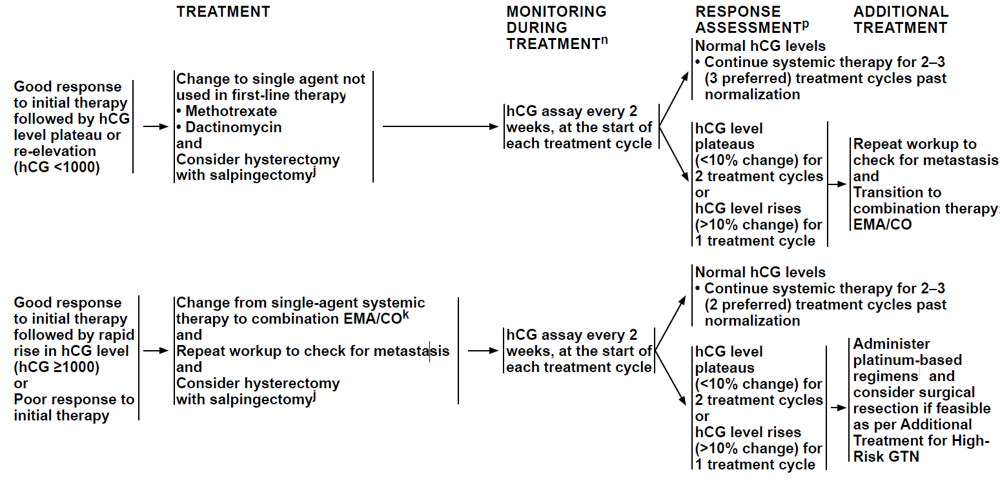 TREATMENT
MONITORING
DURING
TREATMENTn
RESPONSE
ASSESSMENTp
ADDITIONAL
TREATMENT
Good response
to initial therapy
followed by hCG
level plateau or
re-elevation
(hCG <1000)
Change to single agent not
used in first-line therapy
• Methotrexate
• Dactinomycin
and
Consider hysterectomy
with salpingectomyj
hCG assay every 2
weeks, at the start of
each treatment cycle
Normal hCG levels
• Continue systemic therapy for 2–3
(3 preferred) treatment cycles past
normalization
hCG level
plateaus
(<10% change) for
2 treatment cycles
or
hCG level rises
(>10% change) for
1 treatment cycle
Repeat workup to
check for metastasis
and
Transition to
combination therapy:
EMA/CO
Good response
to initial therapy
followed by rapid
rise in hCG level
(hCG ≥1000)
or
Poor response to
initial therapy
Change from single-agent systemic
therapy to combination EMA/COk
and
Repeat workup to check for metastasis
and
Consider hysterectomy
with salpingectomyj
hCG assay every 2
weeks, at the start of
each treatment cycle
Normal hCG levels
• Continue systemic therapy for 2–3
(2 preferred) treatment cycles past
normalization
hCG level
plateaus
(<10% change) for
2 treatment cycles
or
hCG level rises
(>10% change) for
1 treatment cycle
Administer
platinum-based
regimensl and
consider surgical
resection if feasible
as per Additional
Treatment for High-
Risk GTN